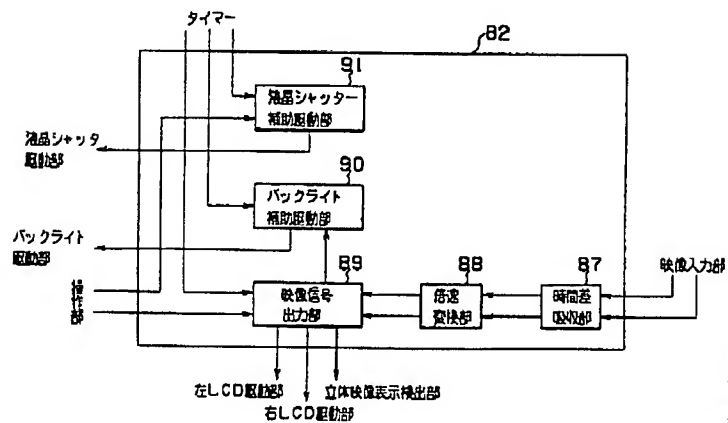 タイマー
82
91
液晶シャッター
補助駆動部
液晶シャッタ
駆動部
90
バックライト
補助駆動部
バックライト
駆動部
89
映像信号
出力部
88
倍速
変換部
87
時間差
吸収部
映像入力部
左LCD駆動部
右LCD駆動部
立体映像表示検出部